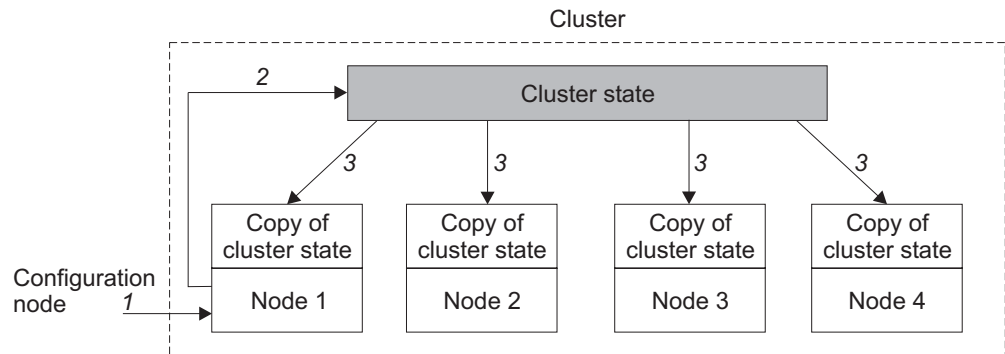 Cluster
2
Cluster state
3
3
3
3
Copy of
cluster state
Copy of
cluster state
Copy of
cluster state
Copy of
cluster state
Configuration
node
1
Node 1
Node 2
Node 3
Node 4